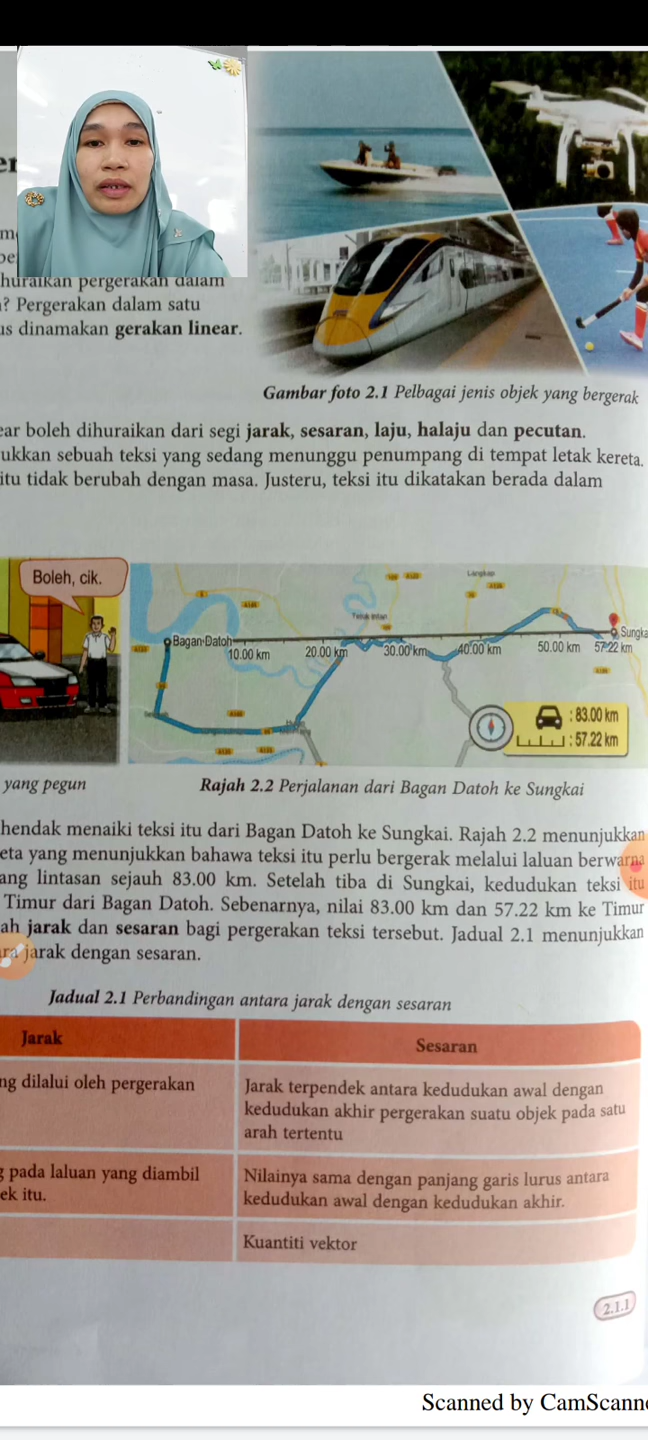 huraikan pergerakan dalam
? Pergerakan dalam satu
us dinamakan gerakan linear.
Gambar foto 2.1 Pelbagai jenis objek yang bergerak
ear boleh dihuraikan dari segi jarak, sesaran, laju, halaju dan pecutan.
ukkan sebuah teksi yang sedang menunggu penumpang di tempat letak kereta.
itu tidak berubah dengan masa. Justeru, teksi itu dikatakan berada dalam
Boleh, cik.
Langkap
Teluk Intan
Bagan Datoh
Sungka
10.00 km
20.00 km
30.00 km
40.00 km
50.00 km
57.22 km
: 83.00 km
: 57.22 km
yang pegun
Rajah 2.2 Perjalanan dari Bagan Datoh ke Sungkai
hendak menaiki teksi itu dari Bagan Datoh ke Sungkai. Rajah 2.2 menunjukkan
eta yang menunjukkan bahawa teksi itu perlu bergerak melalui laluan berwarna
ang lintasan sejauh 83.00 km. Setelah tiba di Sungkai, kedudukan teksi itu
Timur dari Bagan Datoh. Sebenarnya, nilai 83.00 km dan 57.22 km ke Timur
ah jarak dan sesaran bagi pergerakan teksi tersebut. Jadual 2.1 menunjukkan
ara jarak dengan sesaran.
Jadual 2.1 Perbandingan antara jarak dengan sesaran
Jarak
Sesaran
ng dilalui oleh pergerakan
Jarak terpendek antara kedudukan awal dengan
kedudukan akhir pergerakan suatu objek pada satu
arah tertentu
g pada laluan yang diambil
ek itu.
Nilainya sama dengan panjang garis lurus antara
kedudukan awal dengan kedudukan akhir.
Kuantiti vektor
2.1.1
Scanned by CamScanne